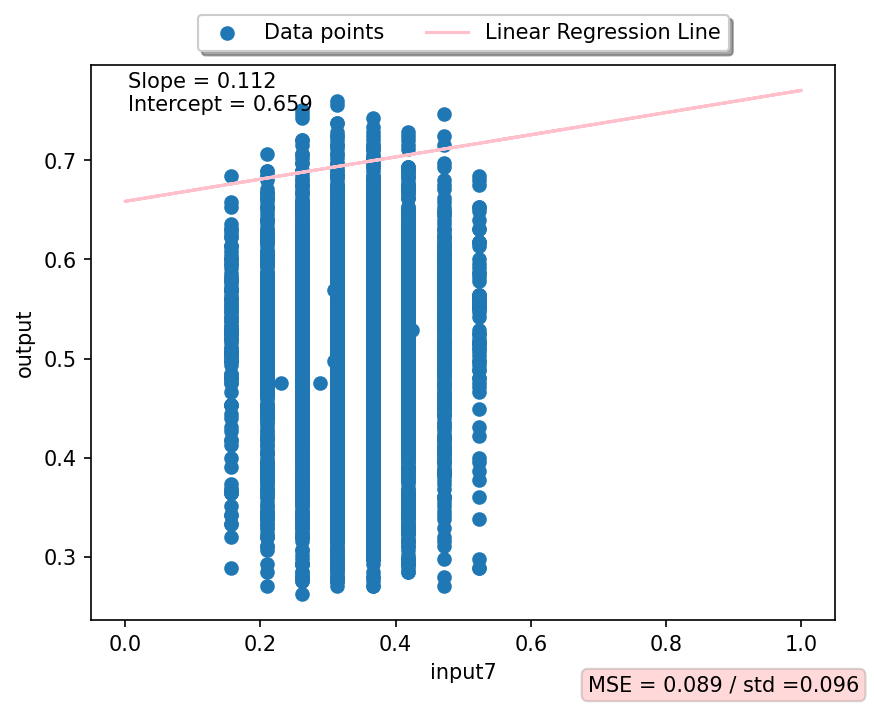 Data points Linear Regression Line
Slope = 0.112
Intercept = 0.659
0.7
0.6
0.5
0.4
0.3
output
0.0 0.2 0.4 0.6 0.8 1.0
input7
MSE = 0.089 / std =0.096